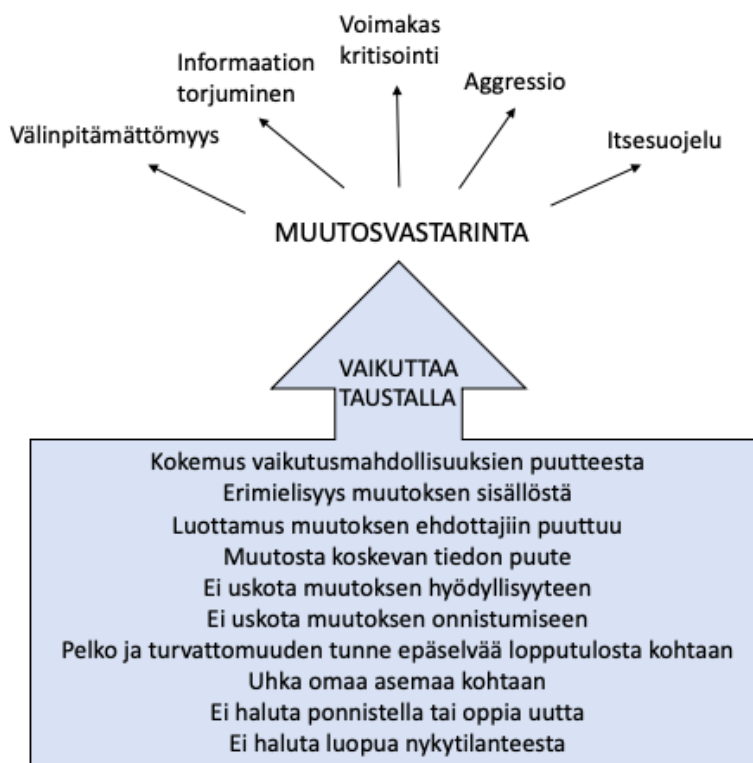 Voimakas
kritisointi
Informaation
torjuminen
Aggressio
Välinpitämättömyys
Itsesuojelu
MUUTOSVASTARINTA
VAIKUTTAA
TAUSTALLA
Kokemus vaikutusmahdollisuuksien puutteesta
Erimielisyys muutoksen sisällöstä
Luottamus muutoksen ehdottajiin puuttuu
Muutosta koskevan tiedon puute
Ei uskota muutoksen hyödyllisyyteen
Ei uskota muutoksen onnistumiseen
Pelko ja turvattomuuden tunne epäselvää lopputulosta kohtaan
Uhka omaa asemaa kohtaan
Ei haluta ponnistella tai oppia uutta
Ei haluta luopua nykytilanteesta